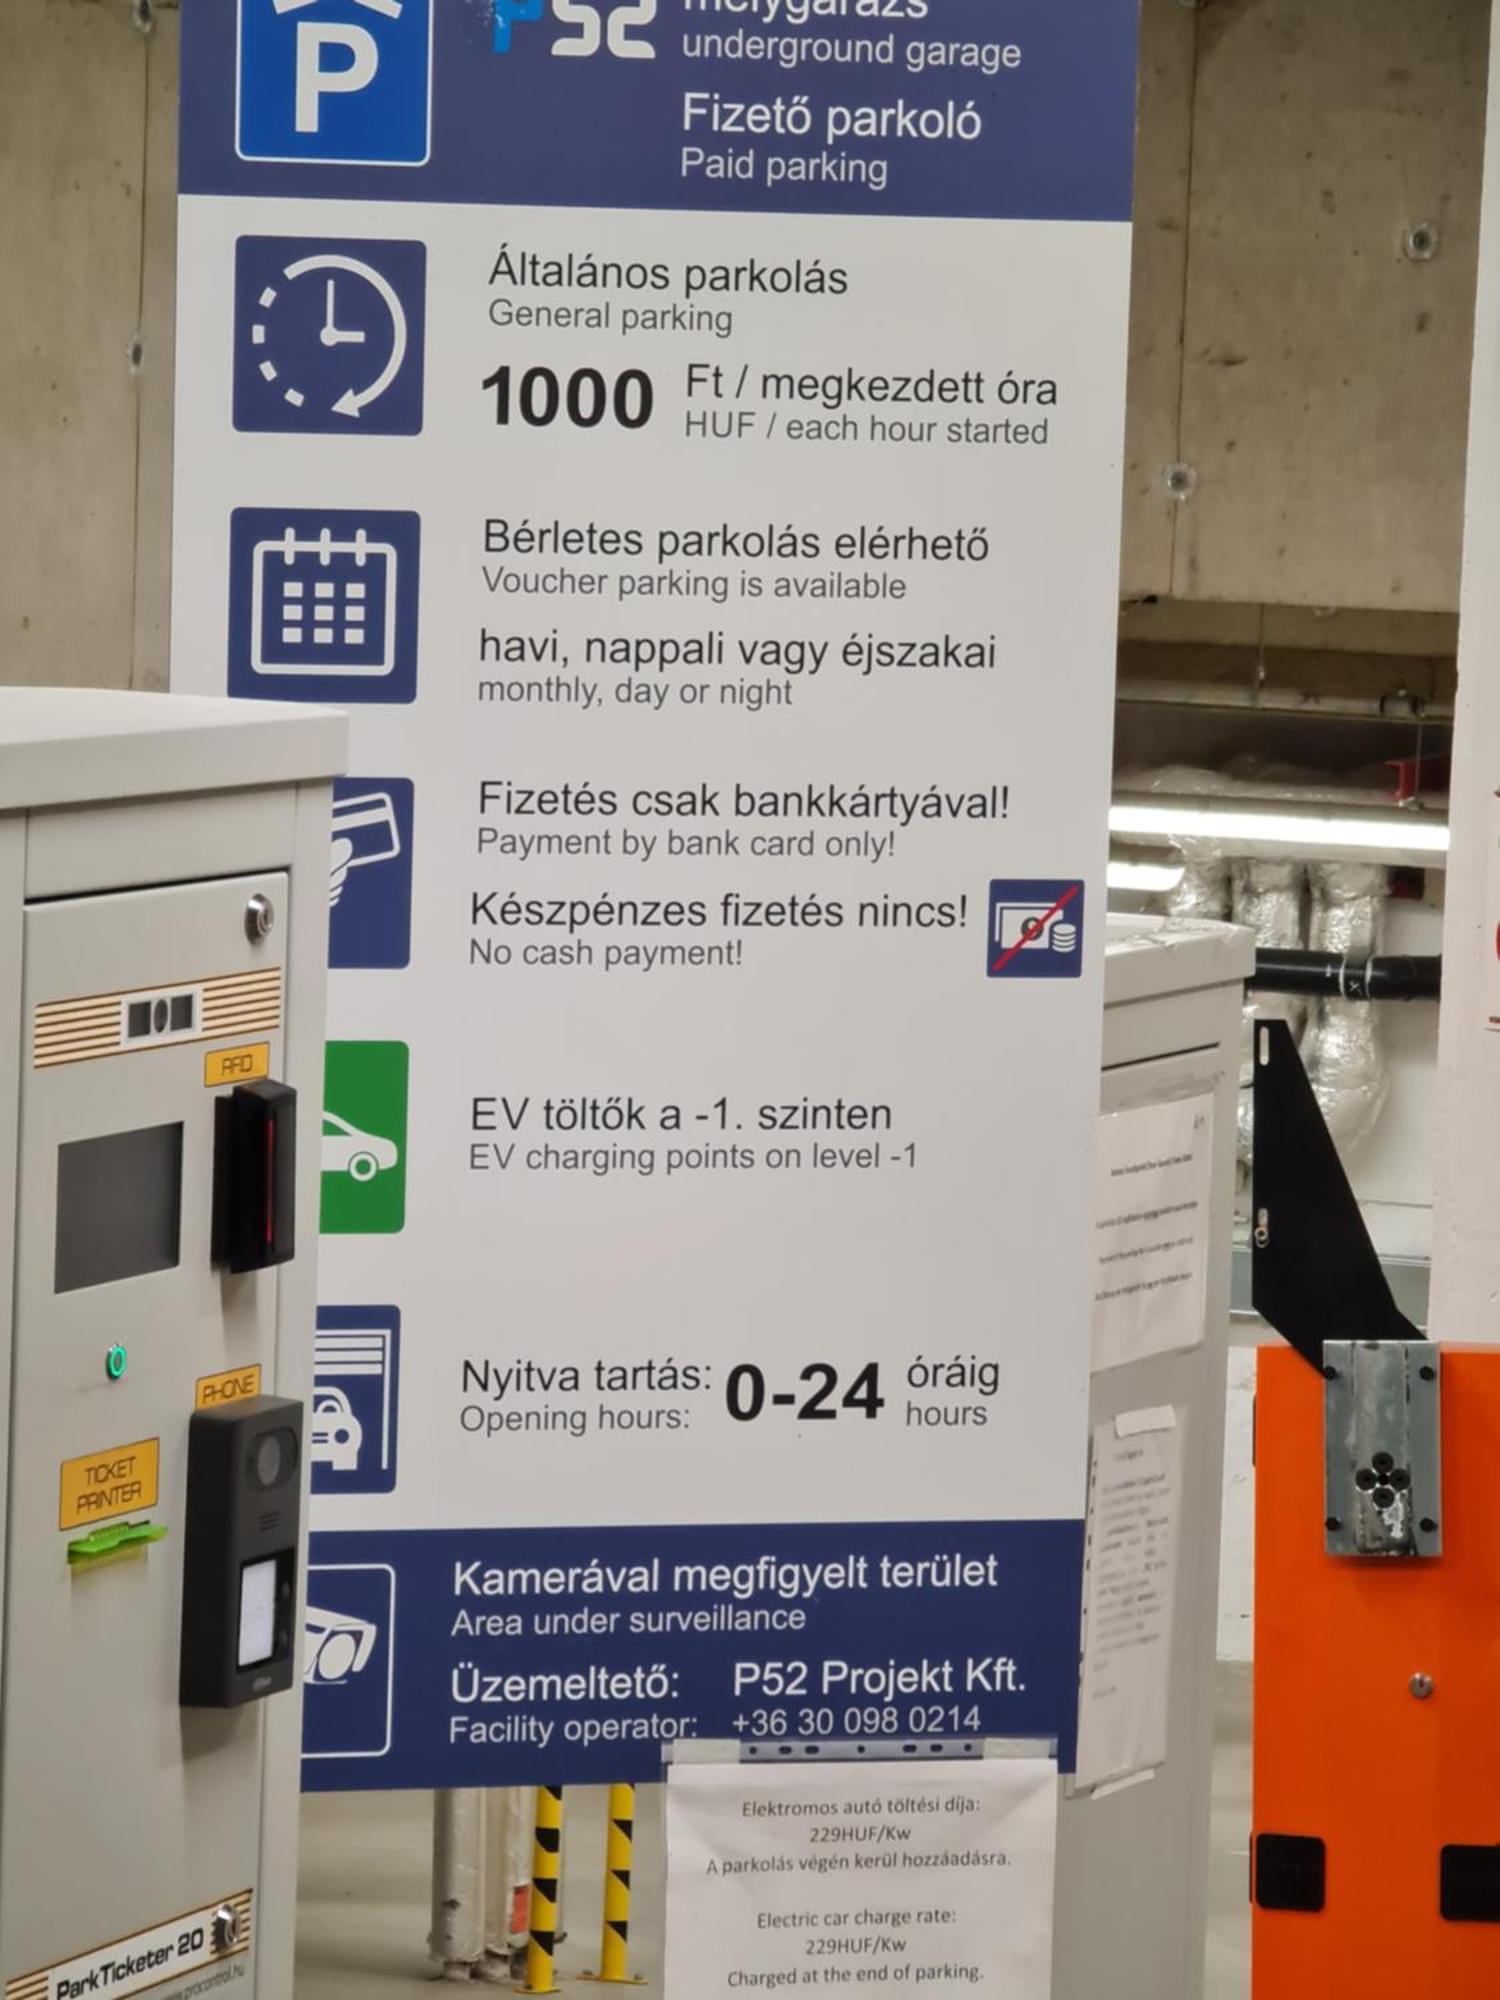 P
P52
mélygarázs
underground garage
Fizető parkoló
Paid parking
Általános parkolás
General parking
1000 Ft / megkezdett óra
HUF / each hour started
Bérletes parkolás elérhető
Voucher parking is available
havi, nappali vagy éjszakai
monthly, day or night
Fizetés csak bankkártyával!
Payment by bank card only!
Készpénzes fizetés nincs!
No cash payment!
EV töltők a -1. szinten
EV charging points on level -1
Nyitva tartás: 0-24 óráig
Opening hours: hours
Kamerával megfigyelt terület
Area under surveillance
Üzemeltető: P52 Projekt Kft.
Facility operator: +36 30 098 0214
Elektromos autó töltési díja:
229HUF/Kw
A parkolás végén kerül hozzáadásra.
Electric car charge rate:
229HUF/Kw
Charged at the end of parking.
RFID
PHONE
TICKET
PRINTER
ParkTicketer 20
www.procontrol.hu